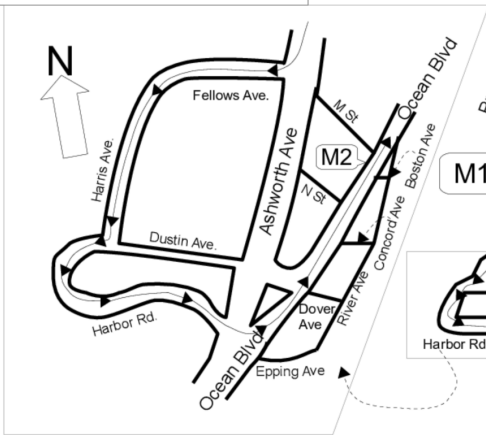 N
Ocean Blvd
Fellows Ave.
M St
Ashworth Ave
M2
Boston Ave
M1
Harris Ave.
N St
Concord Ave
Dustin Ave.
River Ave
Harbor Rd.
Dover
Ave
Harbor Rd
Ocean Blvd
Epping Ave